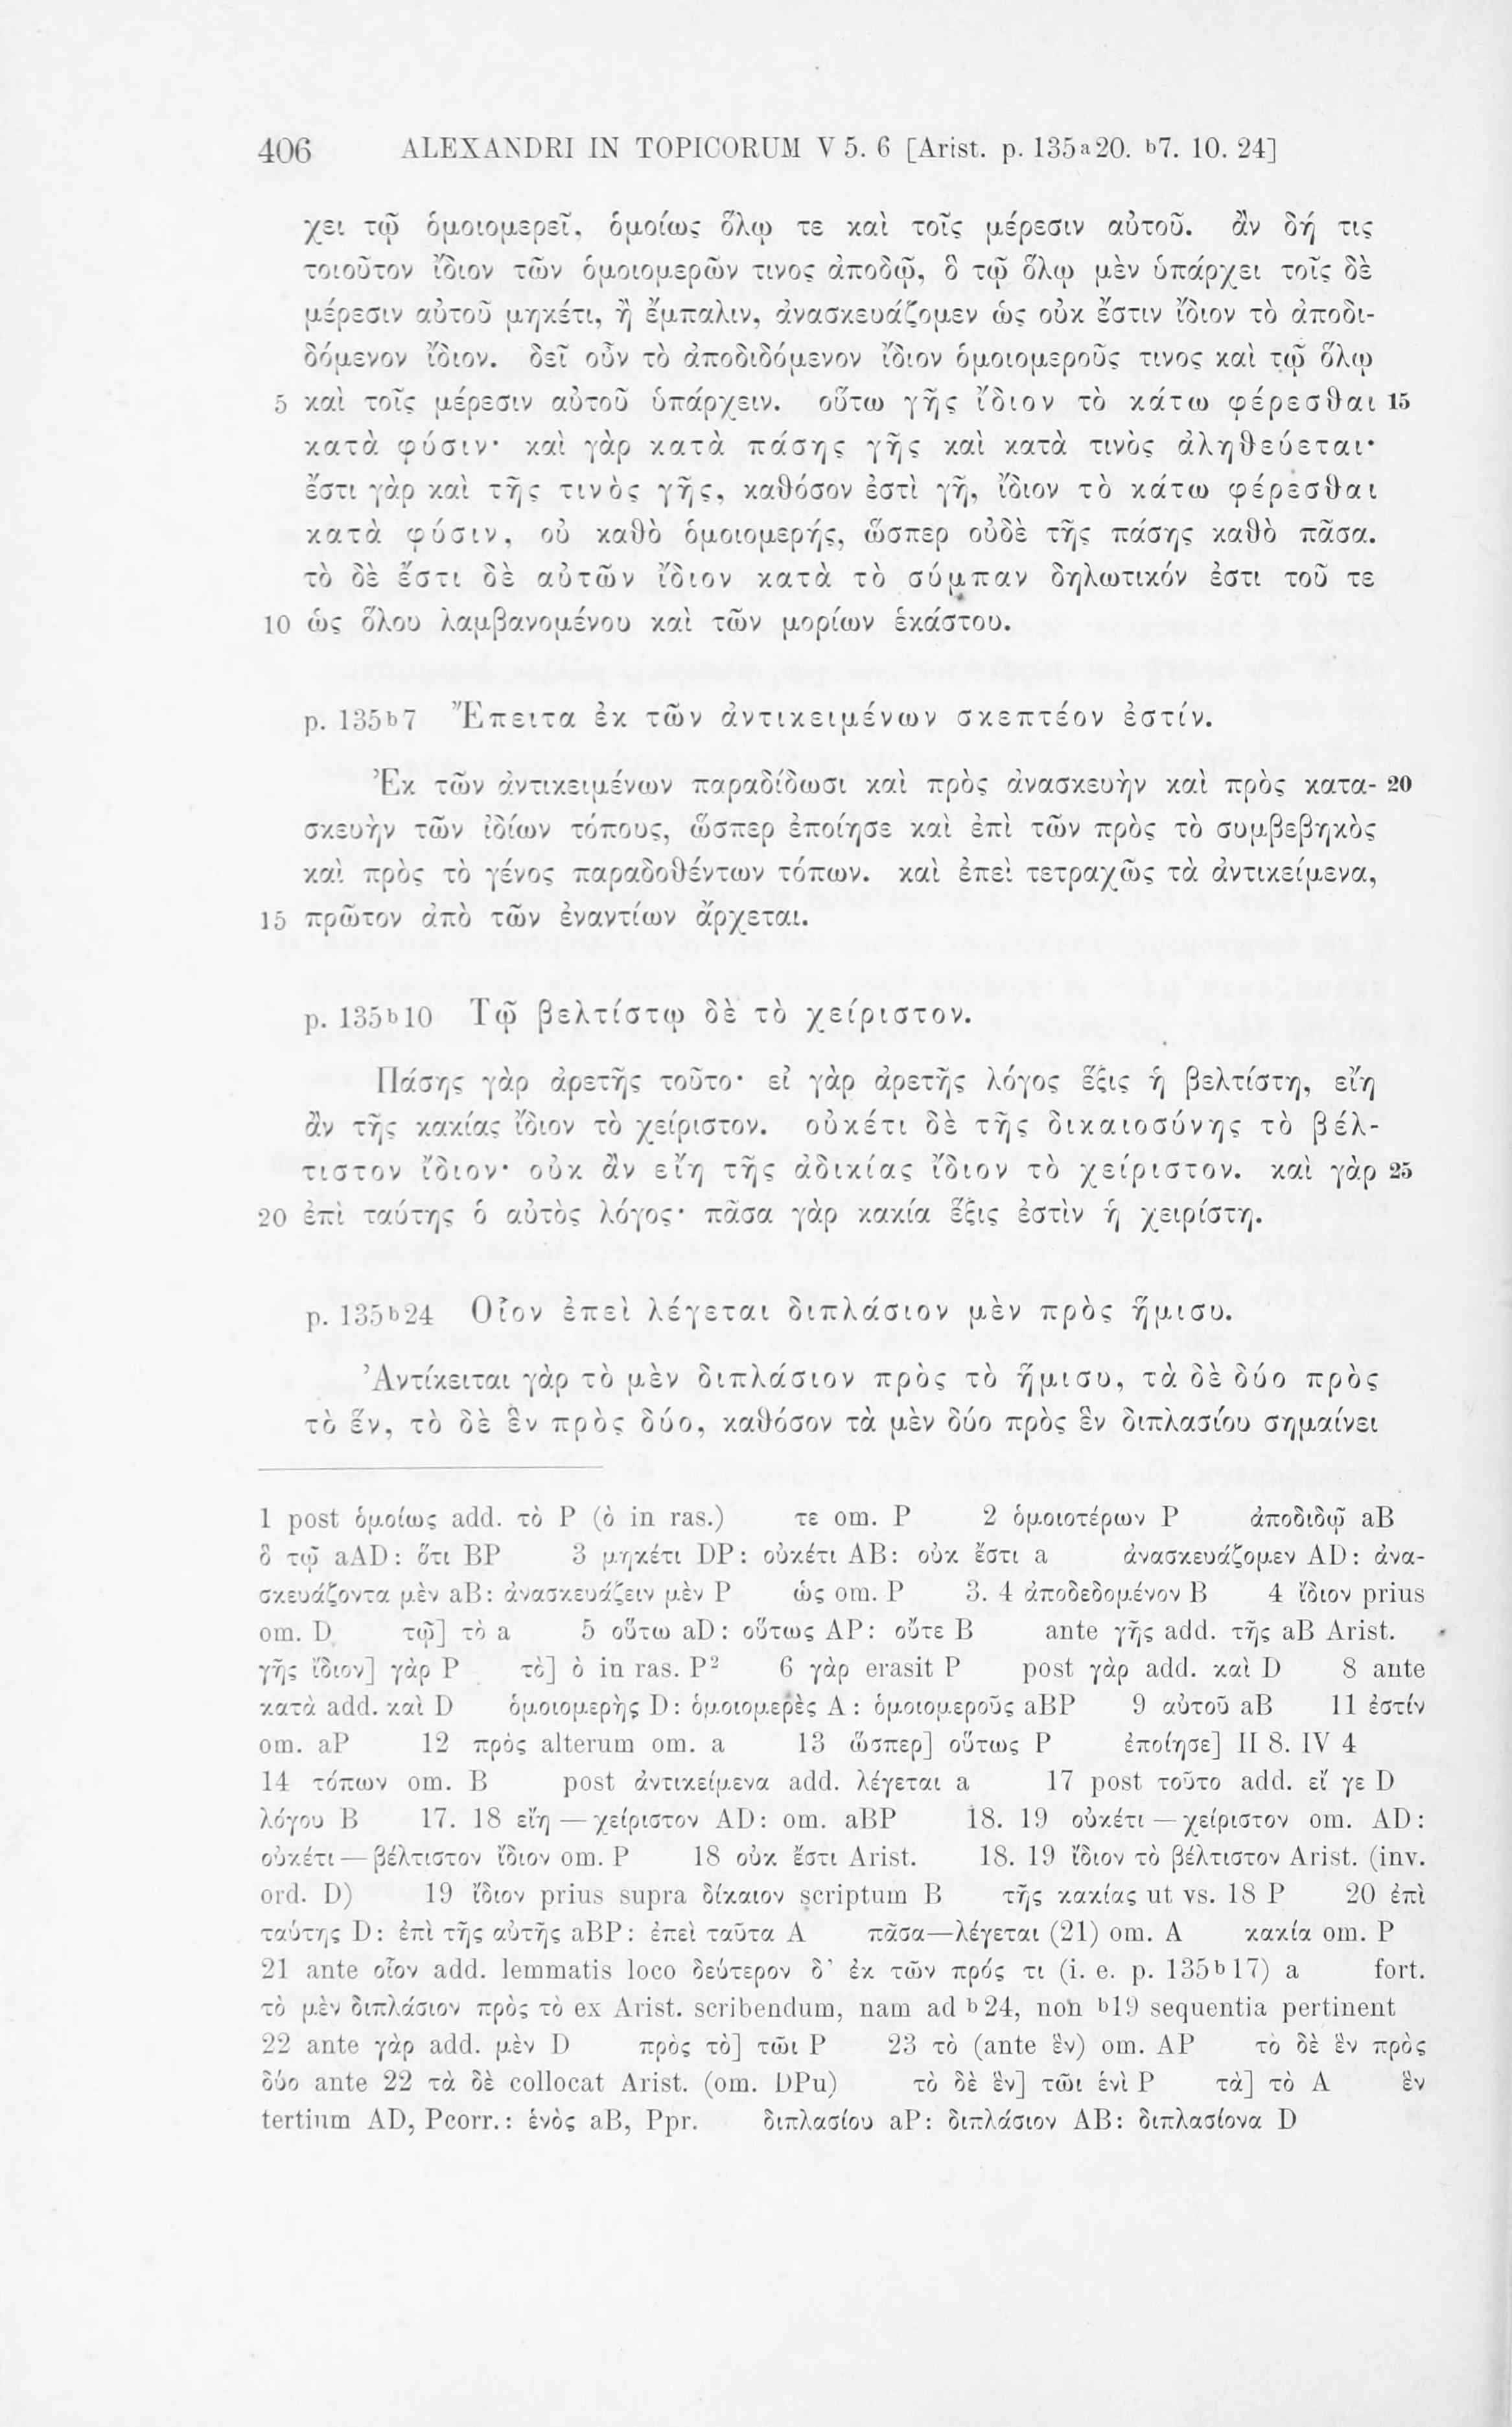 406 ALEXANDRI IN TOPICORUM V 5. 6 [Arist. p. 135a20. b7. 10. 24]
χει τῷ ὁμοιομερεῖ, ὁμοίως ὅλῳ τε καὶ τοῖς μέρεσιν αὐτοῦ. ἂν δή τις
τοιοῦτον ἴδιον τῶν ὁμοιομερῶν τινος ἀποδῷ, ὃ τῷ ὅλῳ μὲν ὑπάρχει τοῖς δὲ
μέρεσιν αὐτοῦ μηκέτι, ἢ ἔμπαλιν, ἀνασκευάζομεν ὡς οὐκ ἔστιν ἴδιον τὸ ἀποδι-
δόμενον ἴδιον. δεῖ οὖν τὸ ἀποδιδόμενον ἴδιον ὁμοιομεροῦς τινος καὶ τῷ ὅλῳ
5 καὶ τοῖς μέρεσιν αὐτοῦ ὑπάρχειν. οὕτω γῆς ἴδιον τὸ κάτω φέρεσθαι 15
κατὰ φύσιν· καὶ γὰρ κατὰ πάσης γῆς καὶ κατὰ τινὸς ἀληθεύεται·
ἔστι γὰρ καὶ τῆς τινὸς γῆς, καθόσον ἐστὶ γῆ, ἴδιον τὸ κάτω φέρεσθαι
κατὰ φύσιν, οὐ καθὸ ὁμοιομερής, ὥσπερ οὐδὲ τῆς πάσης καθὸ πᾶσα.
τὸ δὲ ἔστι δὲ αὐτῶν ἴδιον κατὰ τὸ σύμπαν δηλωτικόν ἐστι τοῦ τε
10 ὡς ὅλου λαμβανομένου καὶ τῶν μορίων ἑκάστου.
p. 135b7 Ἔπειτα ἐκ τῶν ἀντικειμένων σκεπτέον ἐστίν.
Ἐκ τῶν ἀντικειμένων παραδίδωσι καὶ πρὸς ἀνασκευὴν καὶ πρὸς κατα- 20
σκευὴν τῶν ἰδίων τόπους, ὥσπερ ἐποίησε καὶ ἐπὶ τῶν πρὸς τὸ συμβεβηκὸς
καὶ πρὸς τὸ γένος παραδοθέντων τόπων. καὶ ἐπεὶ τετραχῶς τὰ ἀντικείμενα,
15 πρῶτον ἀπὸ τῶν ἐναντίων ἄρχεται.
p. 135b10 Τῷ βελτίστῳ δὲ τὸ χείριστον.
Πάσης γὰρ ἀρετῆς τοῦτο· εἰ γὰρ ἀρετῆς λόγος ἕξις ἡ βελτίστη, εἴη
ἂν τῆς κακίας ἴδιον τὸ χείριστον. οὐκέτι δὲ τῆς δικαιοσύνης τὸ βέλ-
τιστον ἴδιον· οὐκ ἂν εἴη τῆς ἀδικίας ἴδιον τὸ χείριστον. καὶ γὰρ 25
20 ἐπὶ ταύτης ὁ αὐτὸς λόγος· πᾶσα γὰρ κακία ἕξις ἐστὶν ἡ χειρίστη.
p. 135b24 Οἷον ἐπεὶ λέγεται διπλάσιον μὲν πρὸς ἥμισυ.
Ἀντίκειται γὰρ τὸ μὲν διπλάσιον πρὸς τὸ ἥμισυ, τὰ δὲ δύο πρὸς
τὸ ἕν, τὸ δὲ ἓν πρὸς δύο, καθόσον τὰ μὲν δύο πρὸς ἓν διπλασίου σημαίνει
1 post ὁμοίως add. τὸ P (ὸ in ras.) τε om. P 2 ὁμοιοτέρων P ἀποδιδῷ aB
ὃ τῷ aAD: ὅτι BP 3 μηκέτι DP: οὐκέτι AB: οὐκ ἔστι a ἀνασκευάζομεν AD: ἀνα-
σκευάζοντα μὲν aB: ἀνασκευάζειν μὲν P ὡς om. P 3. 4 ἀποδεδομένον B 4 ἴδιον prius
om. D τῷ] τὸ a 5 οὕτω aD: οὕτως AP: οὔτε B ante γῆς add. τῆς aB Arist.
γῆς ἴδιον] γὰρ P τὸ] ὸ in ras. P2 6 γὰρ erasit P post γὰρ add. καὶ D 8 ante
κατὰ add. καὶ D ὁμοιομερὴς D: ὁμοιομερὲς A: ὁμοιομεροῦς aBP 9 αὐτοῦ aB 11 ἐστίν
om. aP 12 πρὸς alterum om. a 13 ὥσπερ] οὕτως P ἐποίησε] II 8. IV 4
14 τόπων om. B post ἀντικείμενα add. λέγεται a 17 post τοῦτο add. εἴ γε D
λόγου B 17. 18 εἴη — χείριστον AD: om. aBP 18. 19 οὐκέτι — χείριστον om. AD:
οὐκέτι — βέλτιστον ἴδιον om. P 18 οὐκ ἔστι Arist. 18. 19 ἴδιον τὸ βέλτιστον Arist. (inv.
ord. D) 19 ἴδιον prius supra δίκαιον scriptum B τῆς κακίας ut vs. 18 P 20 ἐπὶ
ταύτης D: ἐπὶ τῆς αὐτῆς aBP: ἐπεὶ ταῦτα A πᾶσα—λέγεται (21) om. A κακία om. P
21 ante οἷον add. lemmatis loco δεύτερον δ' ἐκ τῶν πρός τι (i. e. p. 135b17) a fort.
τὸ μὲν διπλάσιον πρὸς τὸ ex Arist. scribendum, nam ad b24, non b19 sequentia pertinent
22 ante γὰρ add. μὲν D πρὸς τὸ] τῶι P 23 τὸ (ante ἓν) om. AP τὸ δὲ ἓν πρὸς
δύο ante 22 τὰ δὲ collocat Arist. (om. DPu) τὸ δὲ ἓν] τῶι ἑνὶ P τὰ] τὸ A ἓν
tertium AD, Pcorr.: ἑνὸς aB, Ppr. διπλασίου aP: διπλάσιον AB: διπλασίονα D